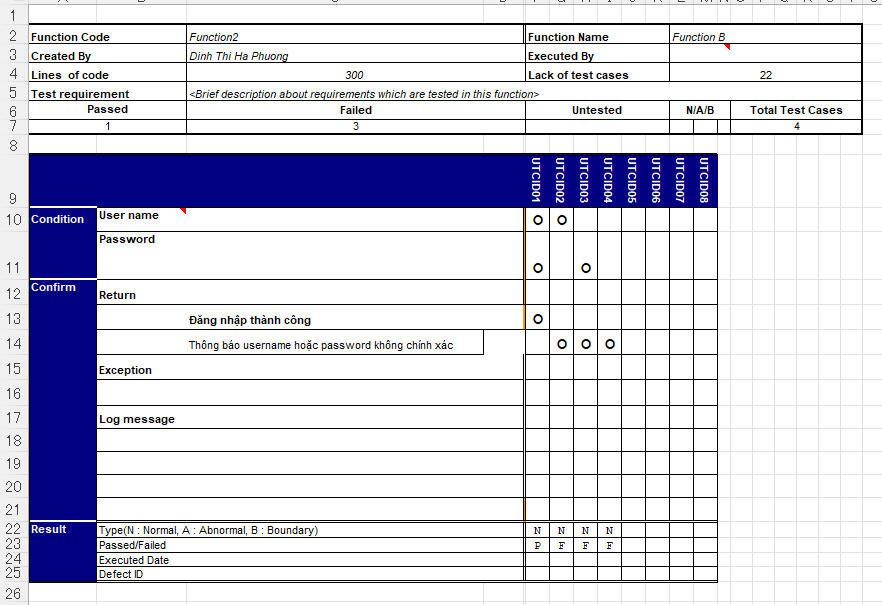 1
2 Function Code Function2 Function Name Function B
3 Created By Dinh Thi Ha Phuong Executed By
4 Lines of code 300 Lack of test cases 22
5 Test requirement <Brief description about requirements which are tested in this function>
6 Passed Failed Untested N/A/B Total Test Cases
7 1 3 4
8
9 UTCID01 UTCID02 UTCID03 UTCID04 UTCID05 UTCID06 UTCID07 UTCID08
10 Condition User name O O
11 Password O O
12 Confirm Return
13 Đăng nhập thành công O
14 Thông báo username hoặc password không chính xác O O O
15 Exception
16
17 Log message
18
19
20
21
22 Result Type(N : Normal, A : Abnormal, B : Boundary) N N N N
23 Passed/Failed P F F F
24 Executed Date
25 Defect ID
26